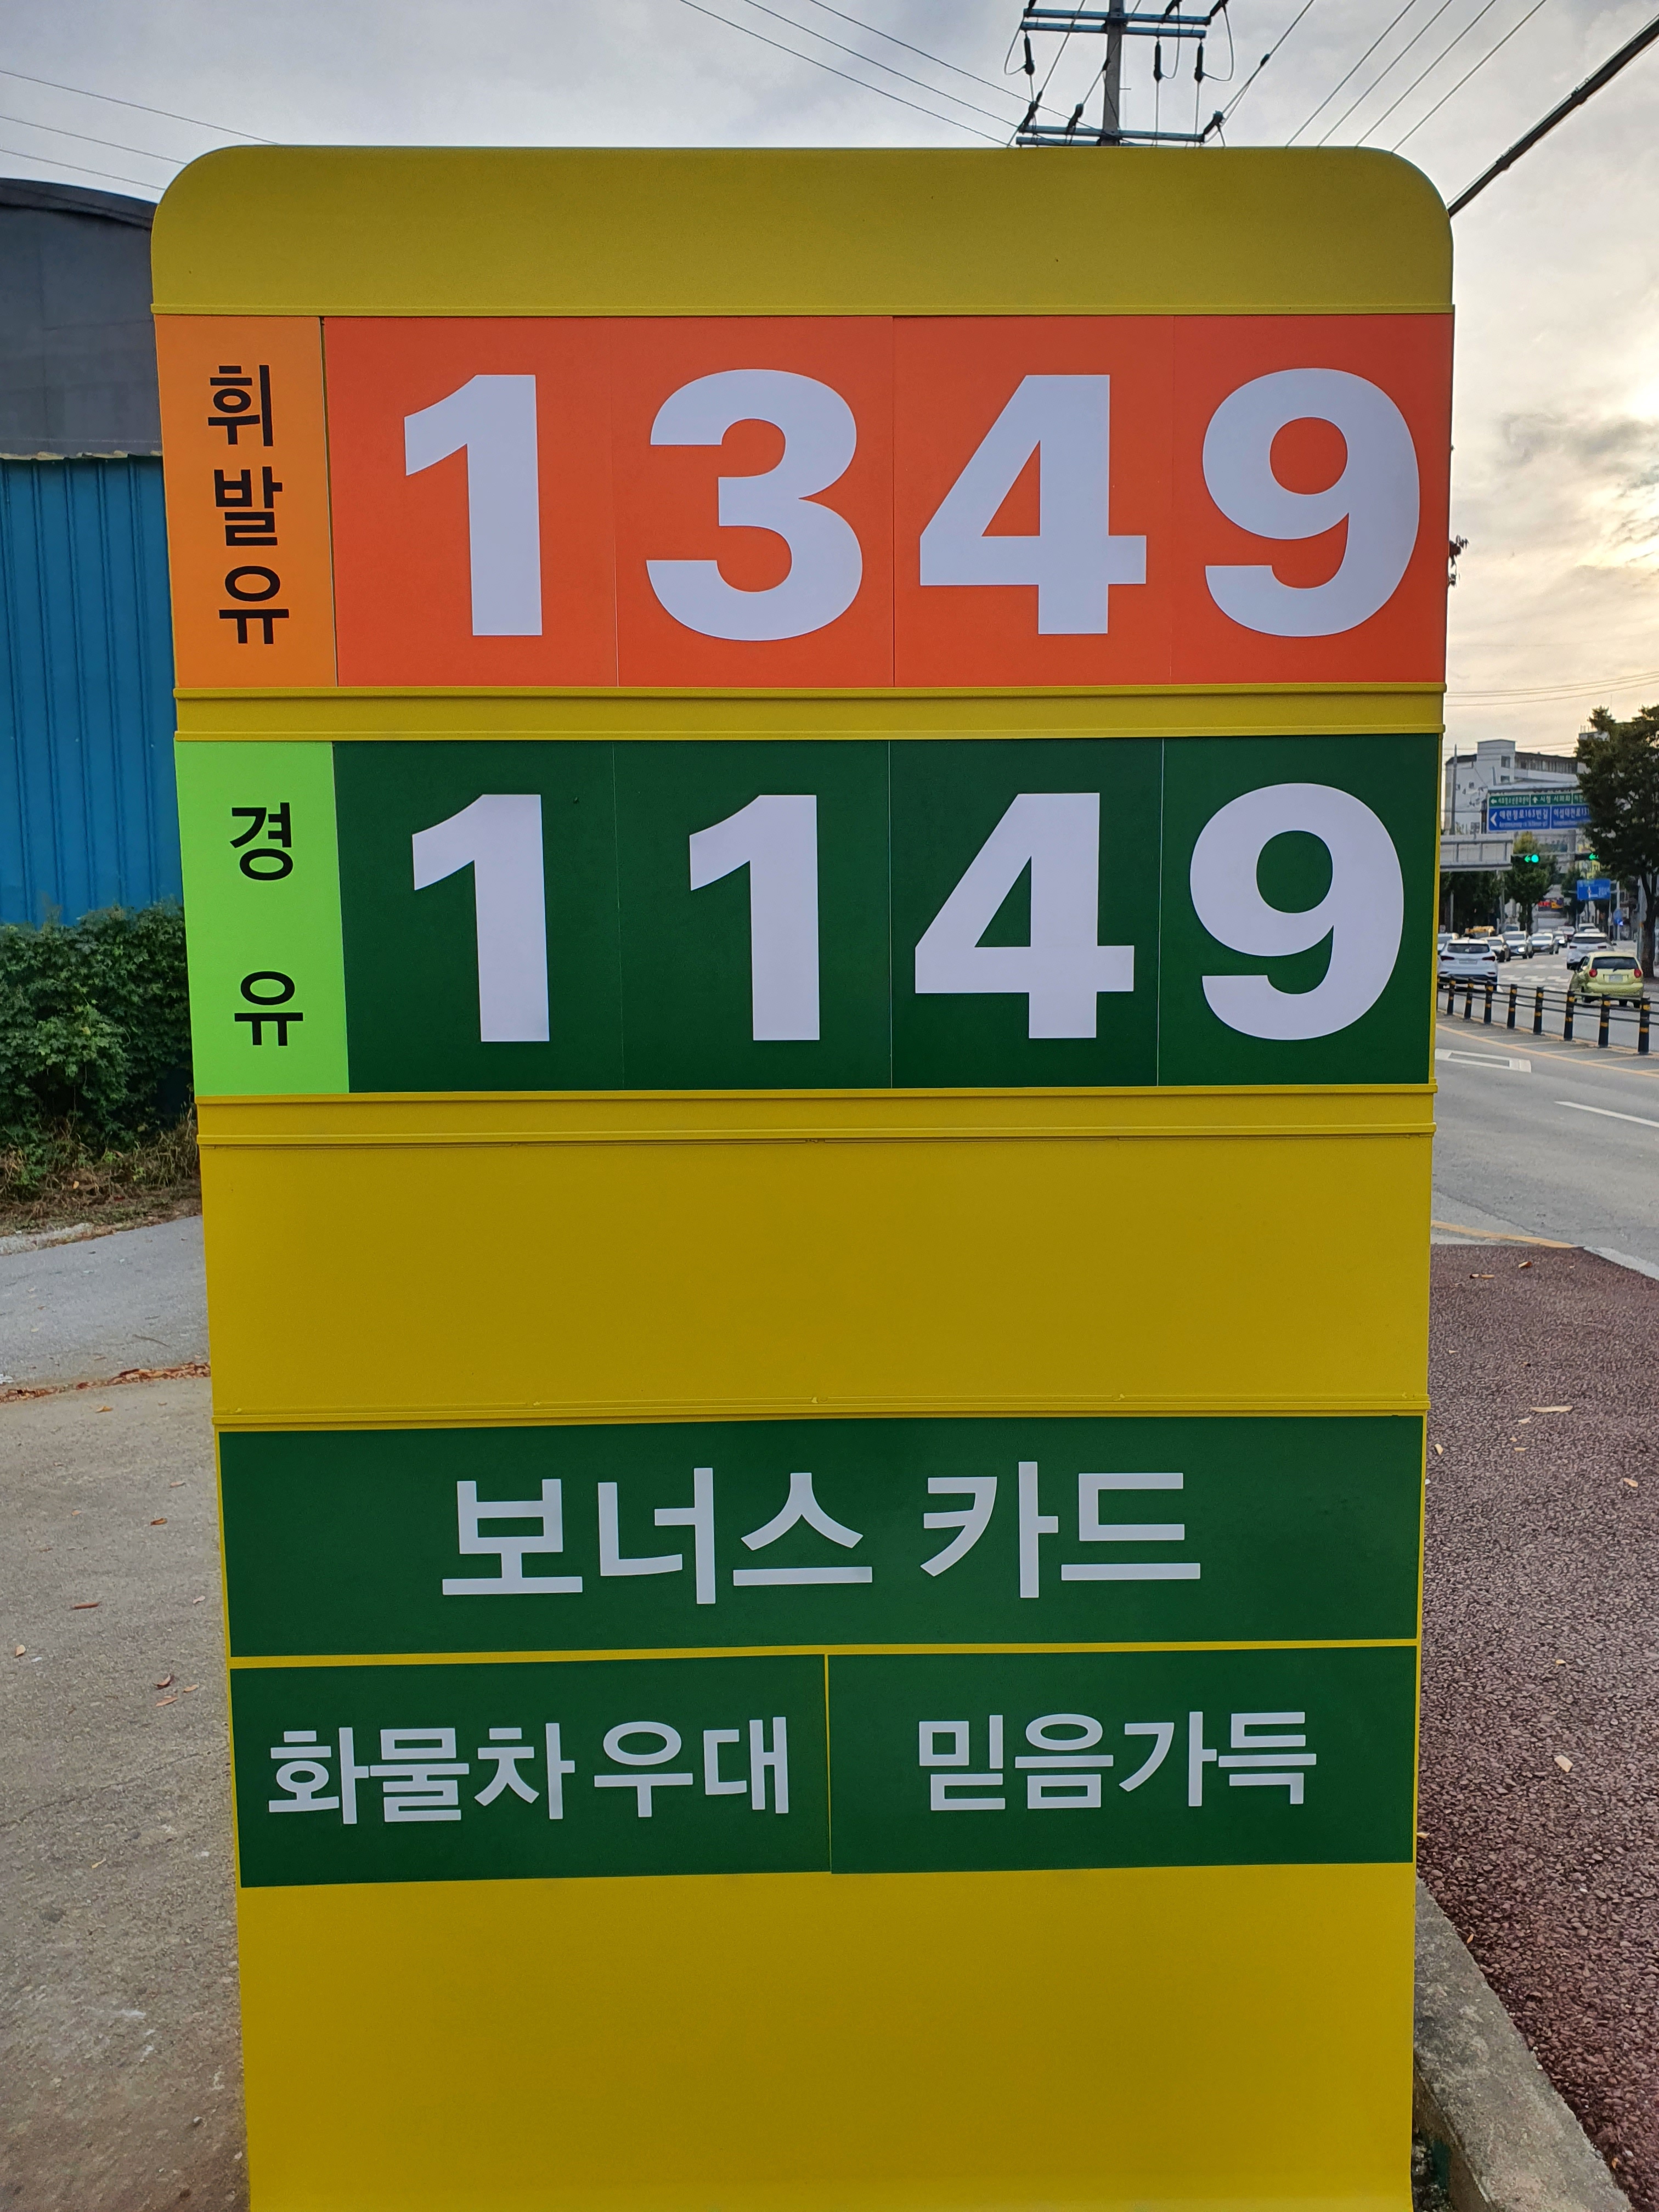 휘발유 1349
경유 1149
보너스 카드
화물차우대 믿음가득